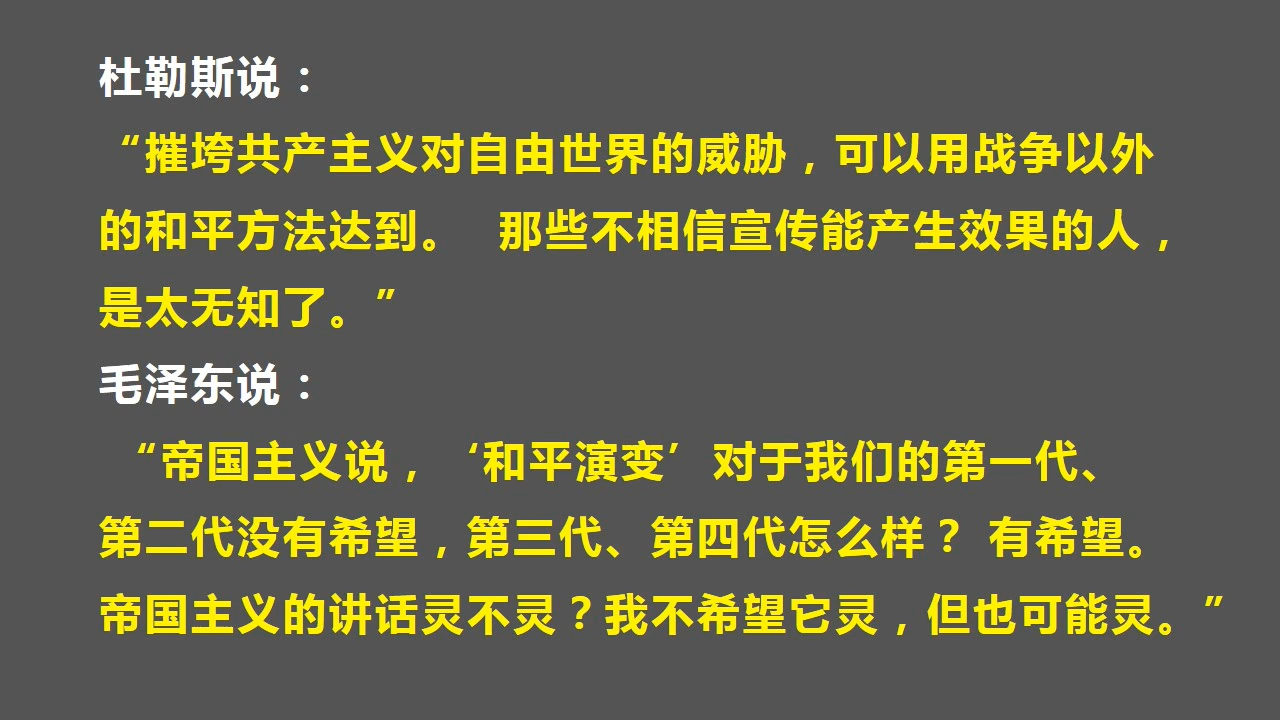 杜勒斯说：
“摧垮共产主义对自由世界的威胁，可以用战争以外
的和平方法达到。 那些不相信宣传能产生效果的人，
是太无知了。”
毛泽东说：
“帝国主义说，‘和平演变’对于我们的第一代、
第二代没有希望，第三代、第四代怎么样？ 有希望。
帝国主义的讲话灵不灵？我不希望它灵，但也可能灵。”